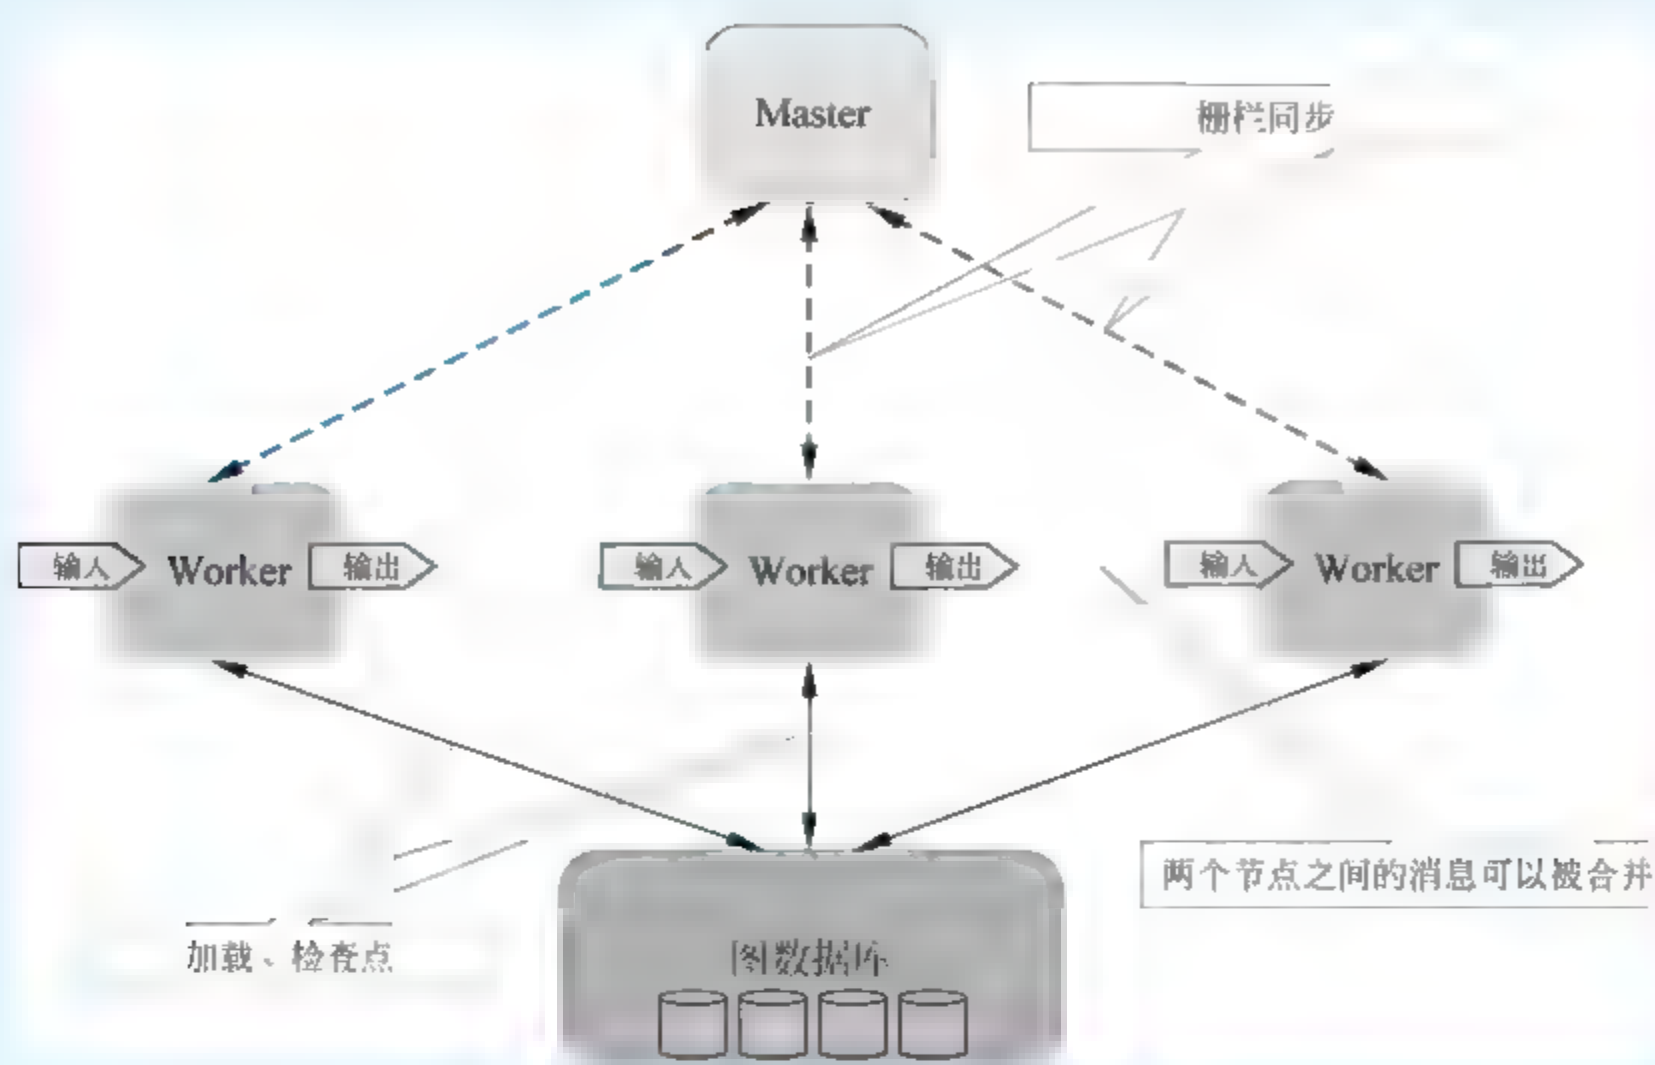 Master
栅栏同步
输入
Worker
输出
输入
Worker
输出
输入
Worker
输出
两个节点之间的消息可以被合并
加载、检查点
图数据库